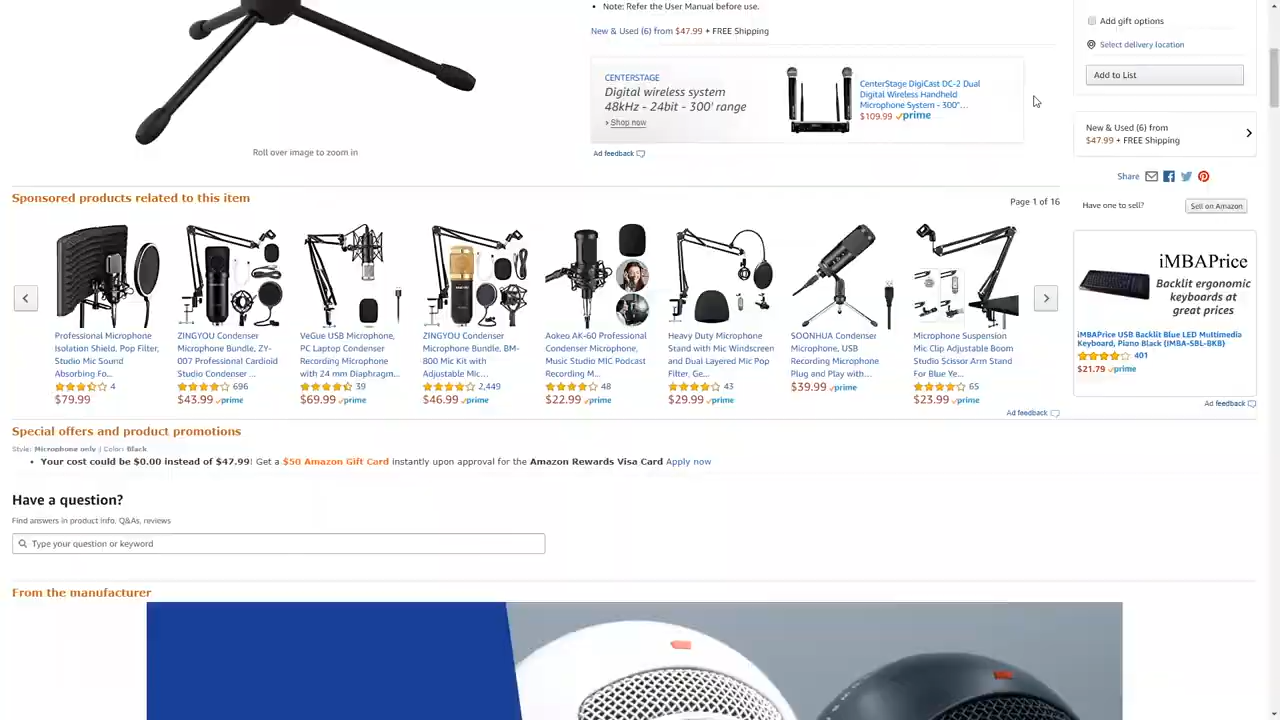 Note: Refer the User Manual before use.
New & Used (6) from $47.99 + FREE Shipping
CENTERSTAGE
Digital wireless system
48kHz - 24bit - 300' range
› Shop now
CenterStage DigiCast DC-2 Dual
Digital Wireless Handheld
Microphone System - 300"...
$109.99 prime
Ad feedback
Roll over image to zoom in
Add gift options
Select delivery location
Add to List
New & Used (6) from
$47.99 + FREE Shipping
Share
Have one to sell?
Sell on Amazon
Sponsored products related to this item
Page 1 of 16
Professional Microphone
Isolation Shield, Pop Filter,
Studio Mic Sound
Absorbing Fo...
4
$79.99
ZINGYOU Condenser
Microphone Bundle, ZY-
007 Professional Cardioid
Studio Condenser ...
696
$43.99 prime
VeGue USB Microphone,
PC Laptop Condenser
Recording Microphone
with 24 mm Diaphragm...
39
$69.99 prime
ZINGYOU Condenser
Microphone Bundle, BM-
800 Mic Kit with
Adjustable Mic...
2,449
$46.99 prime
Aokeo AK-60 Professional
Condenser Microphone,
Music Studio MIC Podcast
Recording M...
48
$22.99 prime
Heavy Duty Microphone
Stand with Mic Windscreen
and Dual Layered Mic Pop
Filter, Ge...
43
$29.99 prime
SOONHUA Condenser
Microphone, USB
Recording Microphone
Plug and Play with...
$39.99 prime
Microphone Suspension
Mic Clip Adjustable Boom
Studio Scissor Arm Stand
For Blue Ye...
65
$23.99 prime
Ad feedback
iMBAPrice
Backlit ergonomic
keyboards at
great prices
iMBAPrice USB Backlit Blue LED Multimedia
Keyboard, Piano Black (IMBA-SBL-BKB)
401
$21.79 prime
Ad feedback
Special offers and product promotions
Style: Microphone only | Color: Black
Your cost could be $0.00 instead of $47.99! Get a $50 Amazon Gift Card instantly upon approval for the Amazon Rewards Visa Card Apply now
Have a question?
Find answers in product info, Q&As, reviews
Type your question or keyword
From the manufacturer